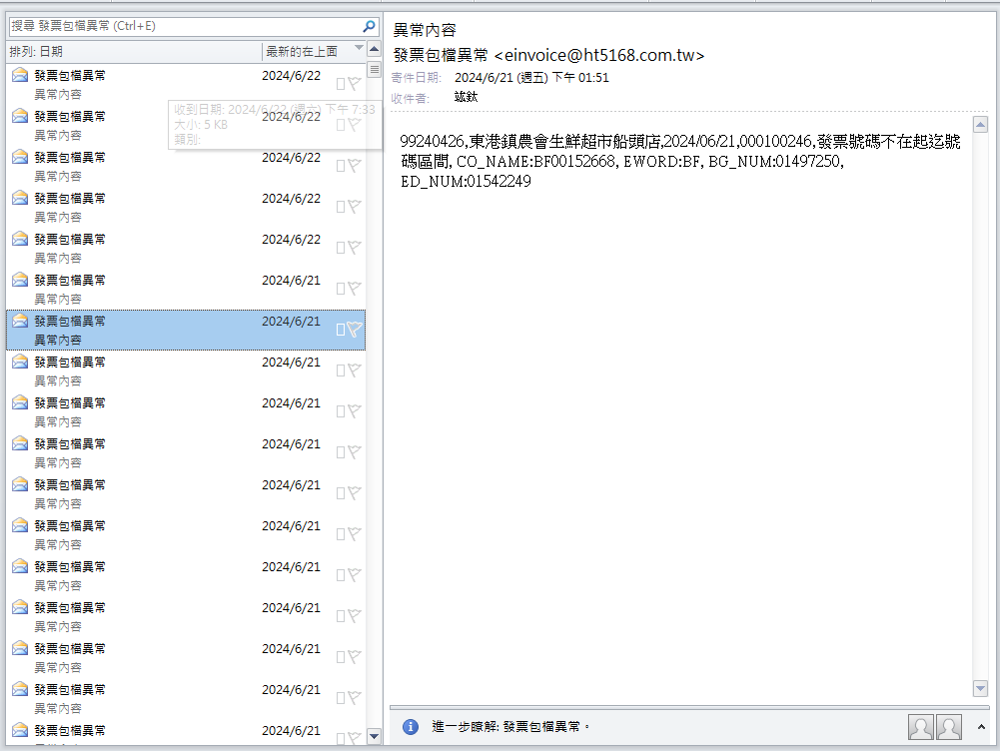 搜尋 發票包檔異常 (Ctrl+E)
排列: 日期 最新的在上面
發票包檔異常 2024/6/22
異常內容
發票包檔異常 2024/6/22
異常內容
收到日期: 2024/6/22 (週六) 下午 7:33
大小: 5 KB
類別:
發票包檔異常 2024/6/22
異常內容
發票包檔異常 2024/6/22
異常內容
發票包檔異常 2024/6/22
異常內容
發票包檔異常 2024/6/21
異常內容
發票包檔異常 2024/6/21
異常內容
發票包檔異常 2024/6/21
異常內容
發票包檔異常 2024/6/21
異常內容
發票包檔異常 2024/6/21
異常內容
發票包檔異常 2024/6/21
異常內容
發票包檔異常 2024/6/21
異常內容
發票包檔異常 2024/6/21
異常內容
發票包檔異常 2024/6/21
異常內容
發票包檔異常 2024/6/21
異常內容
發票包檔異常 2024/6/21
異常內容
發票包檔異常 2024/6/21
異常內容
異常內容
發票包檔異常 <einvoice@ht5168.com.tw>
寄件日期: 2024/6/21 (週五) 下午 01:51
收件者: 竑鈦
99240426,東港鎮農會生鮮超市船頭店,2024/06/21,000100246,發票號碼不在起迄號
碼區間, CO_NAME:BF00152668, EWORD:BF, BG_NUM:01497250,
ED_NUM:01542249
進一步瞭解: 發票包檔異常。